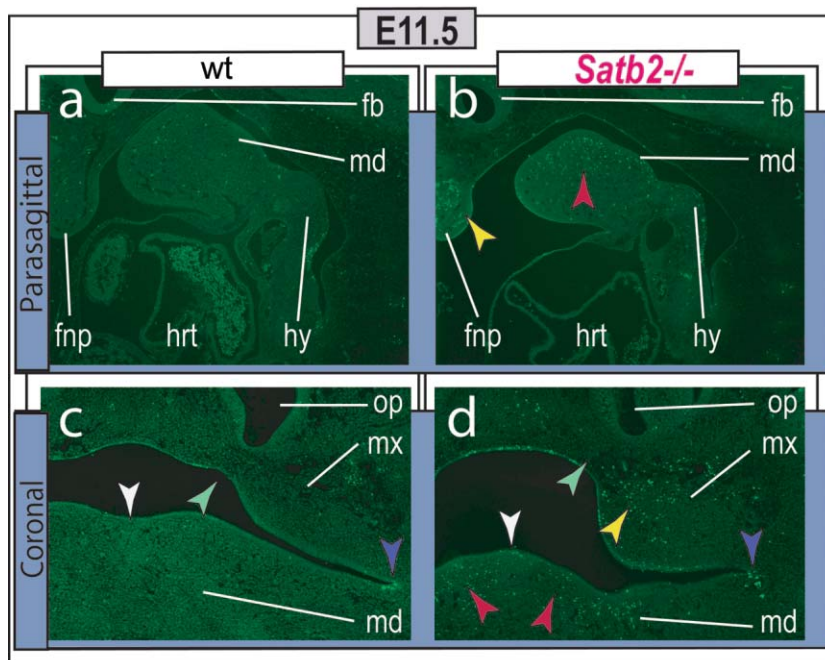 E11.5
wt
Satb2-/-
Parasagittal
a
fb
md
fnp
hrt
hy
b
fb
md
fnp
hrt
hy
Coronal
c
op
mx
md
d
op
mx
md